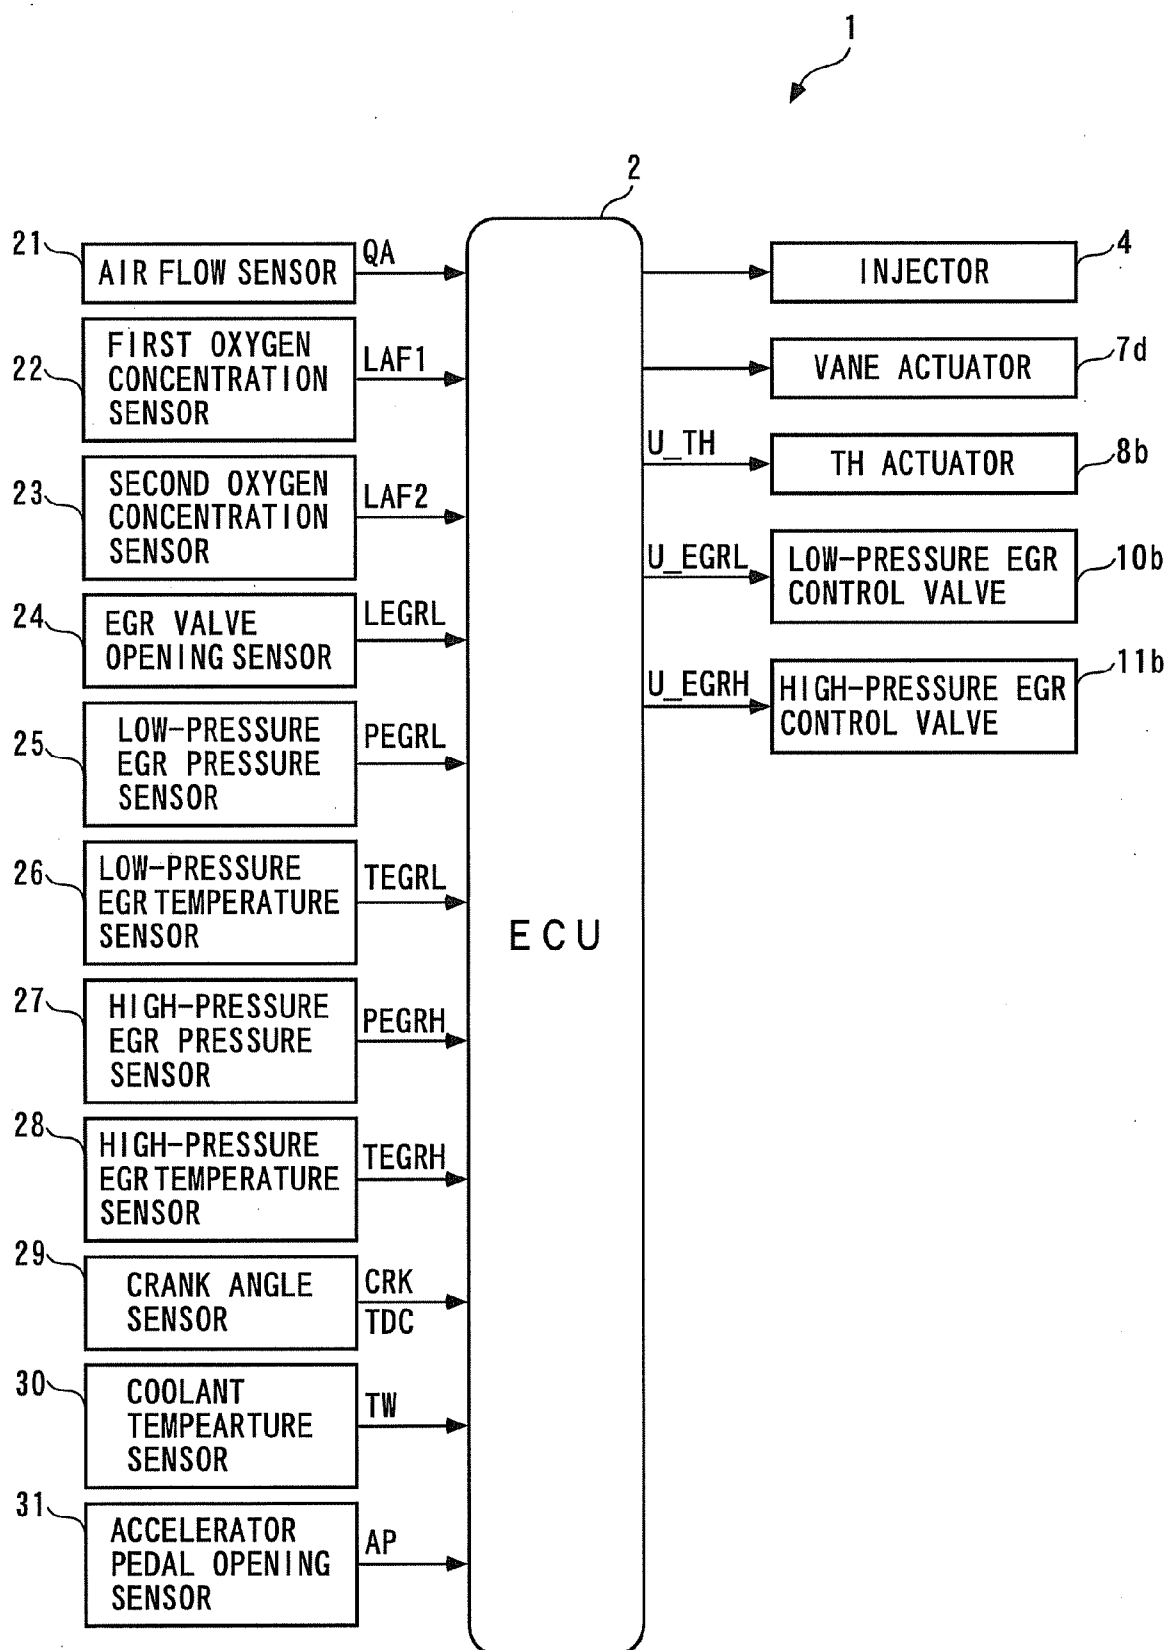 1
2
21
AIR FLOW SENSOR
QA
22
FIRST OXYGEN
CONCENTRATION
SENSOR
LAF1
23
SECOND OXYGEN
CONCENTRATION
SENSOR
LAF2
24
EGR VALVE
OPENING SENSOR
LEGRL
25
LOW-PRESSURE
EGR PRESSURE
SENSOR
PEGRL
26
LOW-PRESSURE
EGR TEMPERATURE
SENSOR
TEGRL
27
HIGH-PRESSURE
EGR PRESSURE
SENSOR
PEGRH
28
HIGH-PRESSURE
EGR TEMPERATURE
SENSOR
TEGRH
29
CRANK ANGLE
SENSOR
CRK
TDC
30
COOLANT
TEMPEARTURE
SENSOR
TW
31
ACCELERATOR
PEDAL OPENING
SENSOR
AP
ECU
INJECTOR
4
VANE ACTUATOR
7d
U_TH
TH ACTUATOR
8b
U_EGRL
LOW-PRESSURE EGR
CONTROL VALVE
10b
U_EGRH
HIGH-PRESSURE EGR
CONTROL VALVE
11b